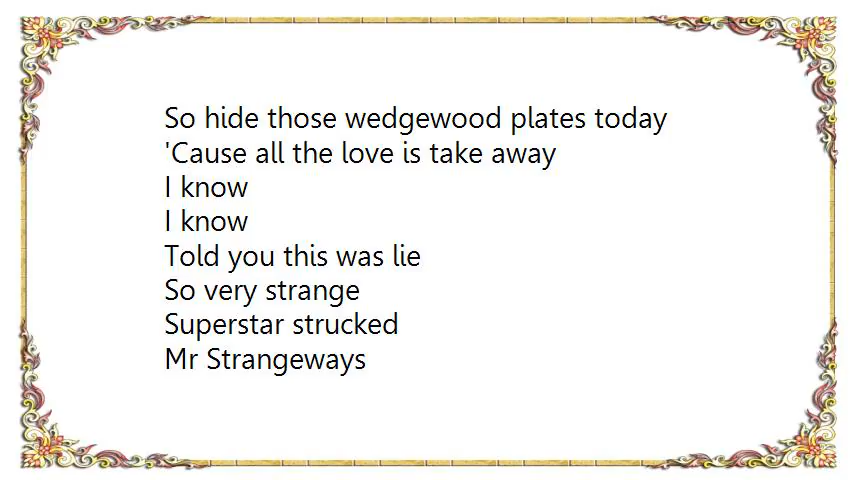 So hide those wedgewood plates today
'Cause all the love is take away
I know
I know
Told you this was lie
So very strange
Superstar strucked
Mr Strangeways